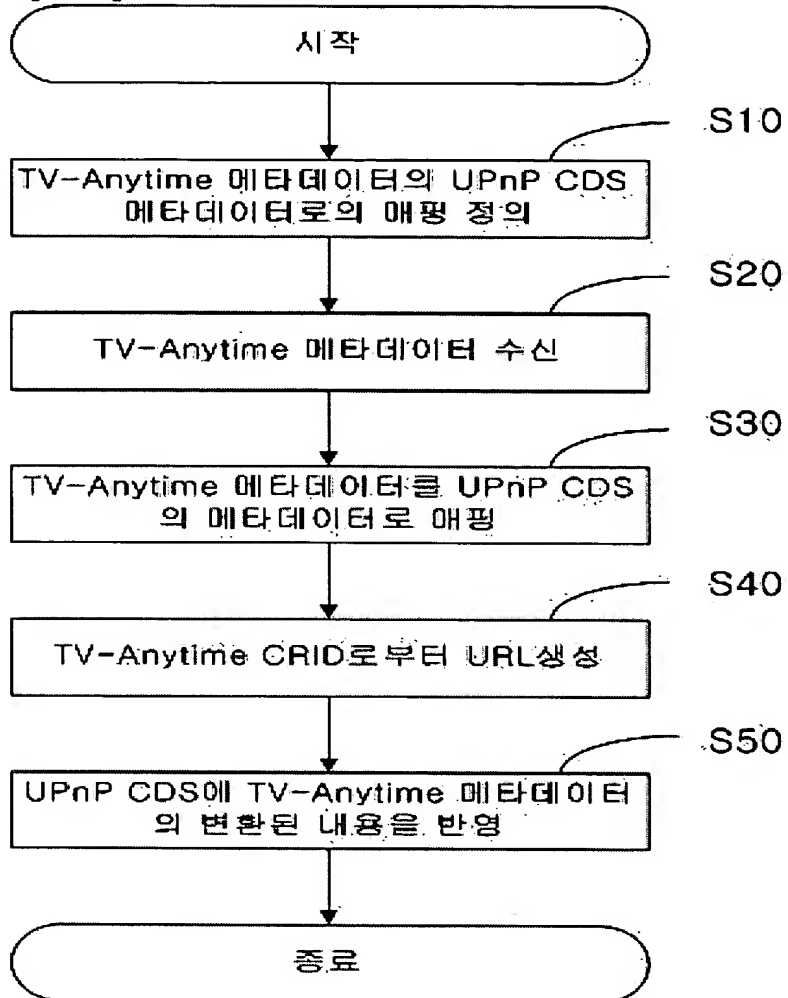 시작
S10
TV-Anytime 메타데이터의 UPnP CDS
메타데이터로의 매핑 정의
S20
TV-Anytime 메타데이터 수신
S30
TV-Anytime 메타데이터를 UPnP CDS
의 메타데이터로 매핑
S40
TV-Anytime CRID로부터 URL생성
S50
UPnP CDS에 TV-Anytime 메타데이터
의 변환된 내용을 반영
종료